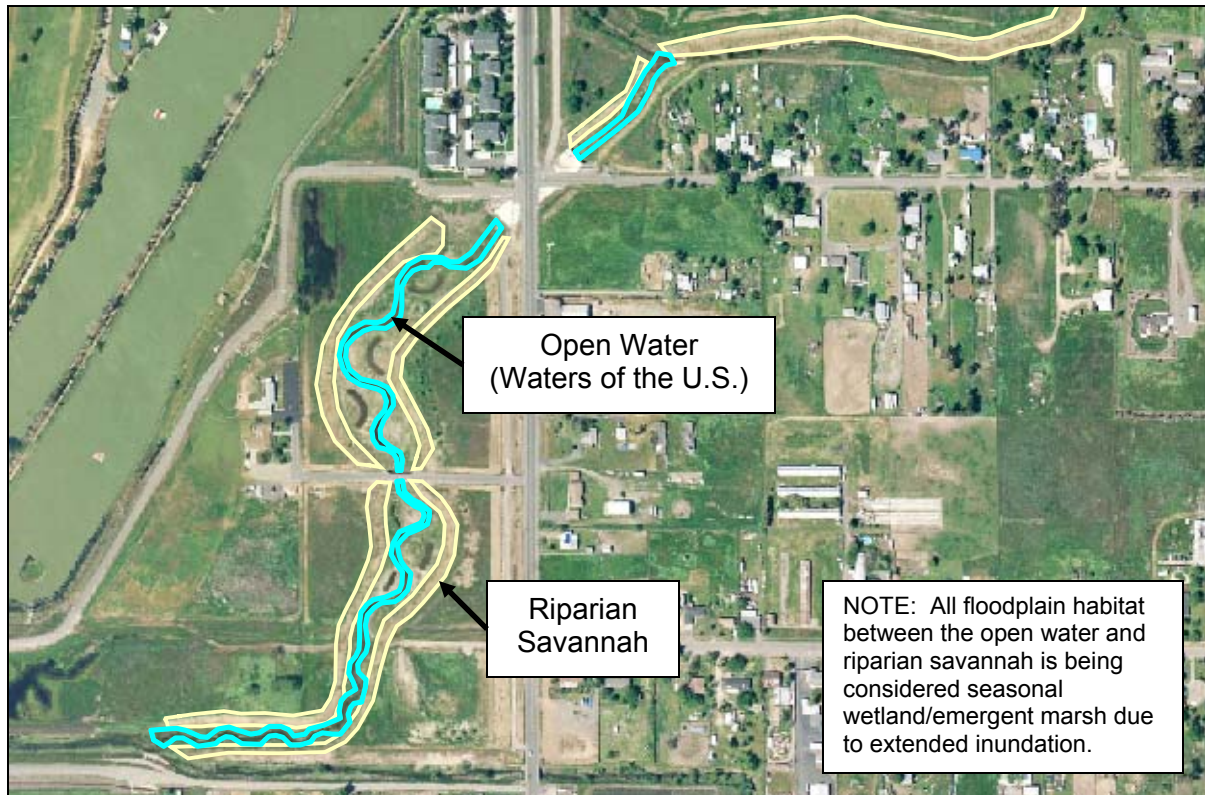 Open Water
(Waters of the U.S.)
Riparian
Savannah
NOTE:  All floodplain habitat
between the open water and
riparian savannah is being
considered seasonal
wetland/emergent marsh due
to extended inundation.